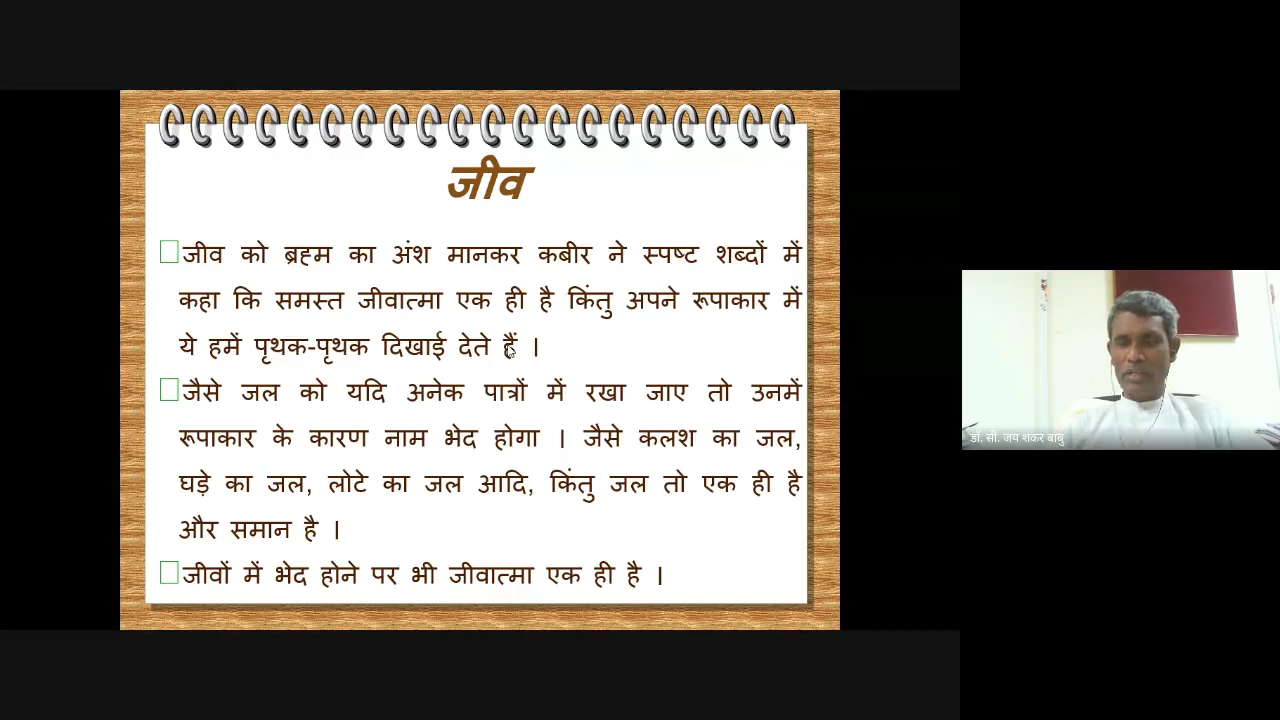 जीव
जीव को ब्रह्म का अंश मानकर कबीर ने स्पष्ट शब्दों में
कहा कि समस्त जीवात्मा एक ही है किंतु अपने रूपाकार में
ये हमें पृथक-पृथक दिखाई देते हैं ।
जैसे जल को यदि अनेक पात्रों में रखा जाए तो उनमें
रूपाकार के कारण नाम भेद होगा । जैसे कलश का जल,
घड़े का जल, लोटे का जल आदि, किंतु जल तो एक ही है
और समान है ।
जीवों में भेद होने पर भी जीवात्मा एक ही है ।
डॉ. सी. जय शंकर बाबु